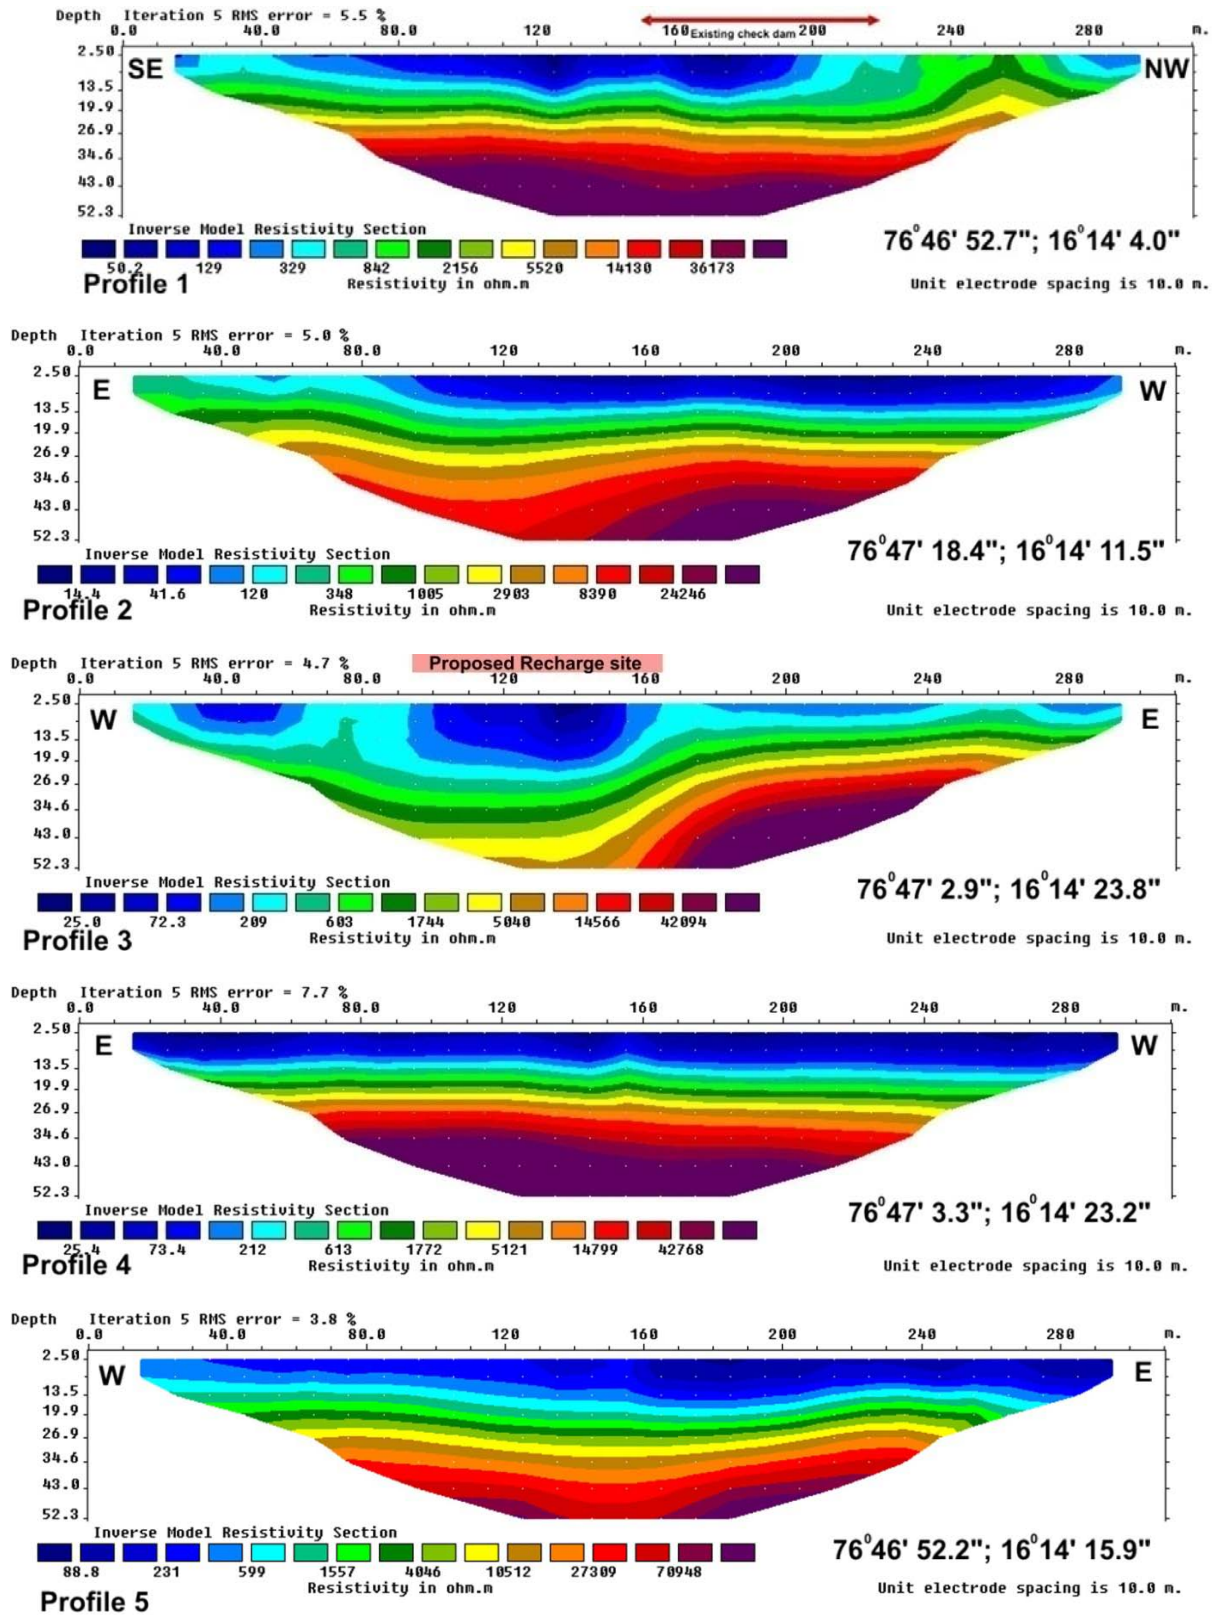 Depth Iteration 5 RMS error = 5.5 %
0.0 40.0 80.0 120 160 Existing check dam 200 240 280 m.
2.50
SE NW
13.5
19.9
26.9
34.6
43.0
52.3
Inverse Model Resistivity Section
50.2 129 329 842 2156 5520 14130 36173
Resistivity in ohm.m
Profile 1
76°46' 52.7"; 16°14' 4.0"
Unit electrode spacing is 10.0 m.
Depth Iteration 5 RMS error = 5.0 %
0.0 40.0 80.0 120 160 200 240 280 m.
2.50
E W
13.5
19.9
26.9
34.6
43.0
52.3
Inverse Model Resistivity Section
14.4 41.6 120 348 1005 2903 8390 24246
Resistivity in ohm.m
Profile 2
76°47' 18.4"; 16°14' 11.5"
Unit electrode spacing is 10.0 m.
Depth Iteration 5 RMS error = 4.7 %
Proposed Recharge site
0.0 40.0 80.0 120 160 200 240 280 m.
2.50
W E
13.5
19.9
26.9
34.6
43.0
52.3
Inverse Model Resistivity Section
25.0 72.3 209 603 1744 5040 14566 42094
Resistivity in ohm.m
Profile 3
76°47' 2.9"; 16°14' 23.8"
Unit electrode spacing is 10.0 m.
Depth Iteration 5 RMS error = 7.7 %
0.0 40.0 80.0 120 160 200 240 280 m.
2.50
E W
13.5
19.9
26.9
34.6
43.0
52.3
Inverse Model Resistivity Section
25.4 73.4 212 613 1772 5121 14799 42768
Resistivity in ohm.m
Profile 4
76°47' 3.3"; 16°14' 23.2"
Unit electrode spacing is 10.0 m.
Depth Iteration 5 RMS error = 3.8 %
0.0 40.0 80.0 120 160 200 240 280 m.
2.50
W E
13.5
19.9
26.9
34.6
43.0
52.3
Inverse Model Resistivity Section
88.8 231 599 1557 4046 10512 27309 70948
Resistivity in ohm.m
Profile 5
76°46' 52.2"; 16°14' 15.9"
Unit electrode spacing is 10.0 m.